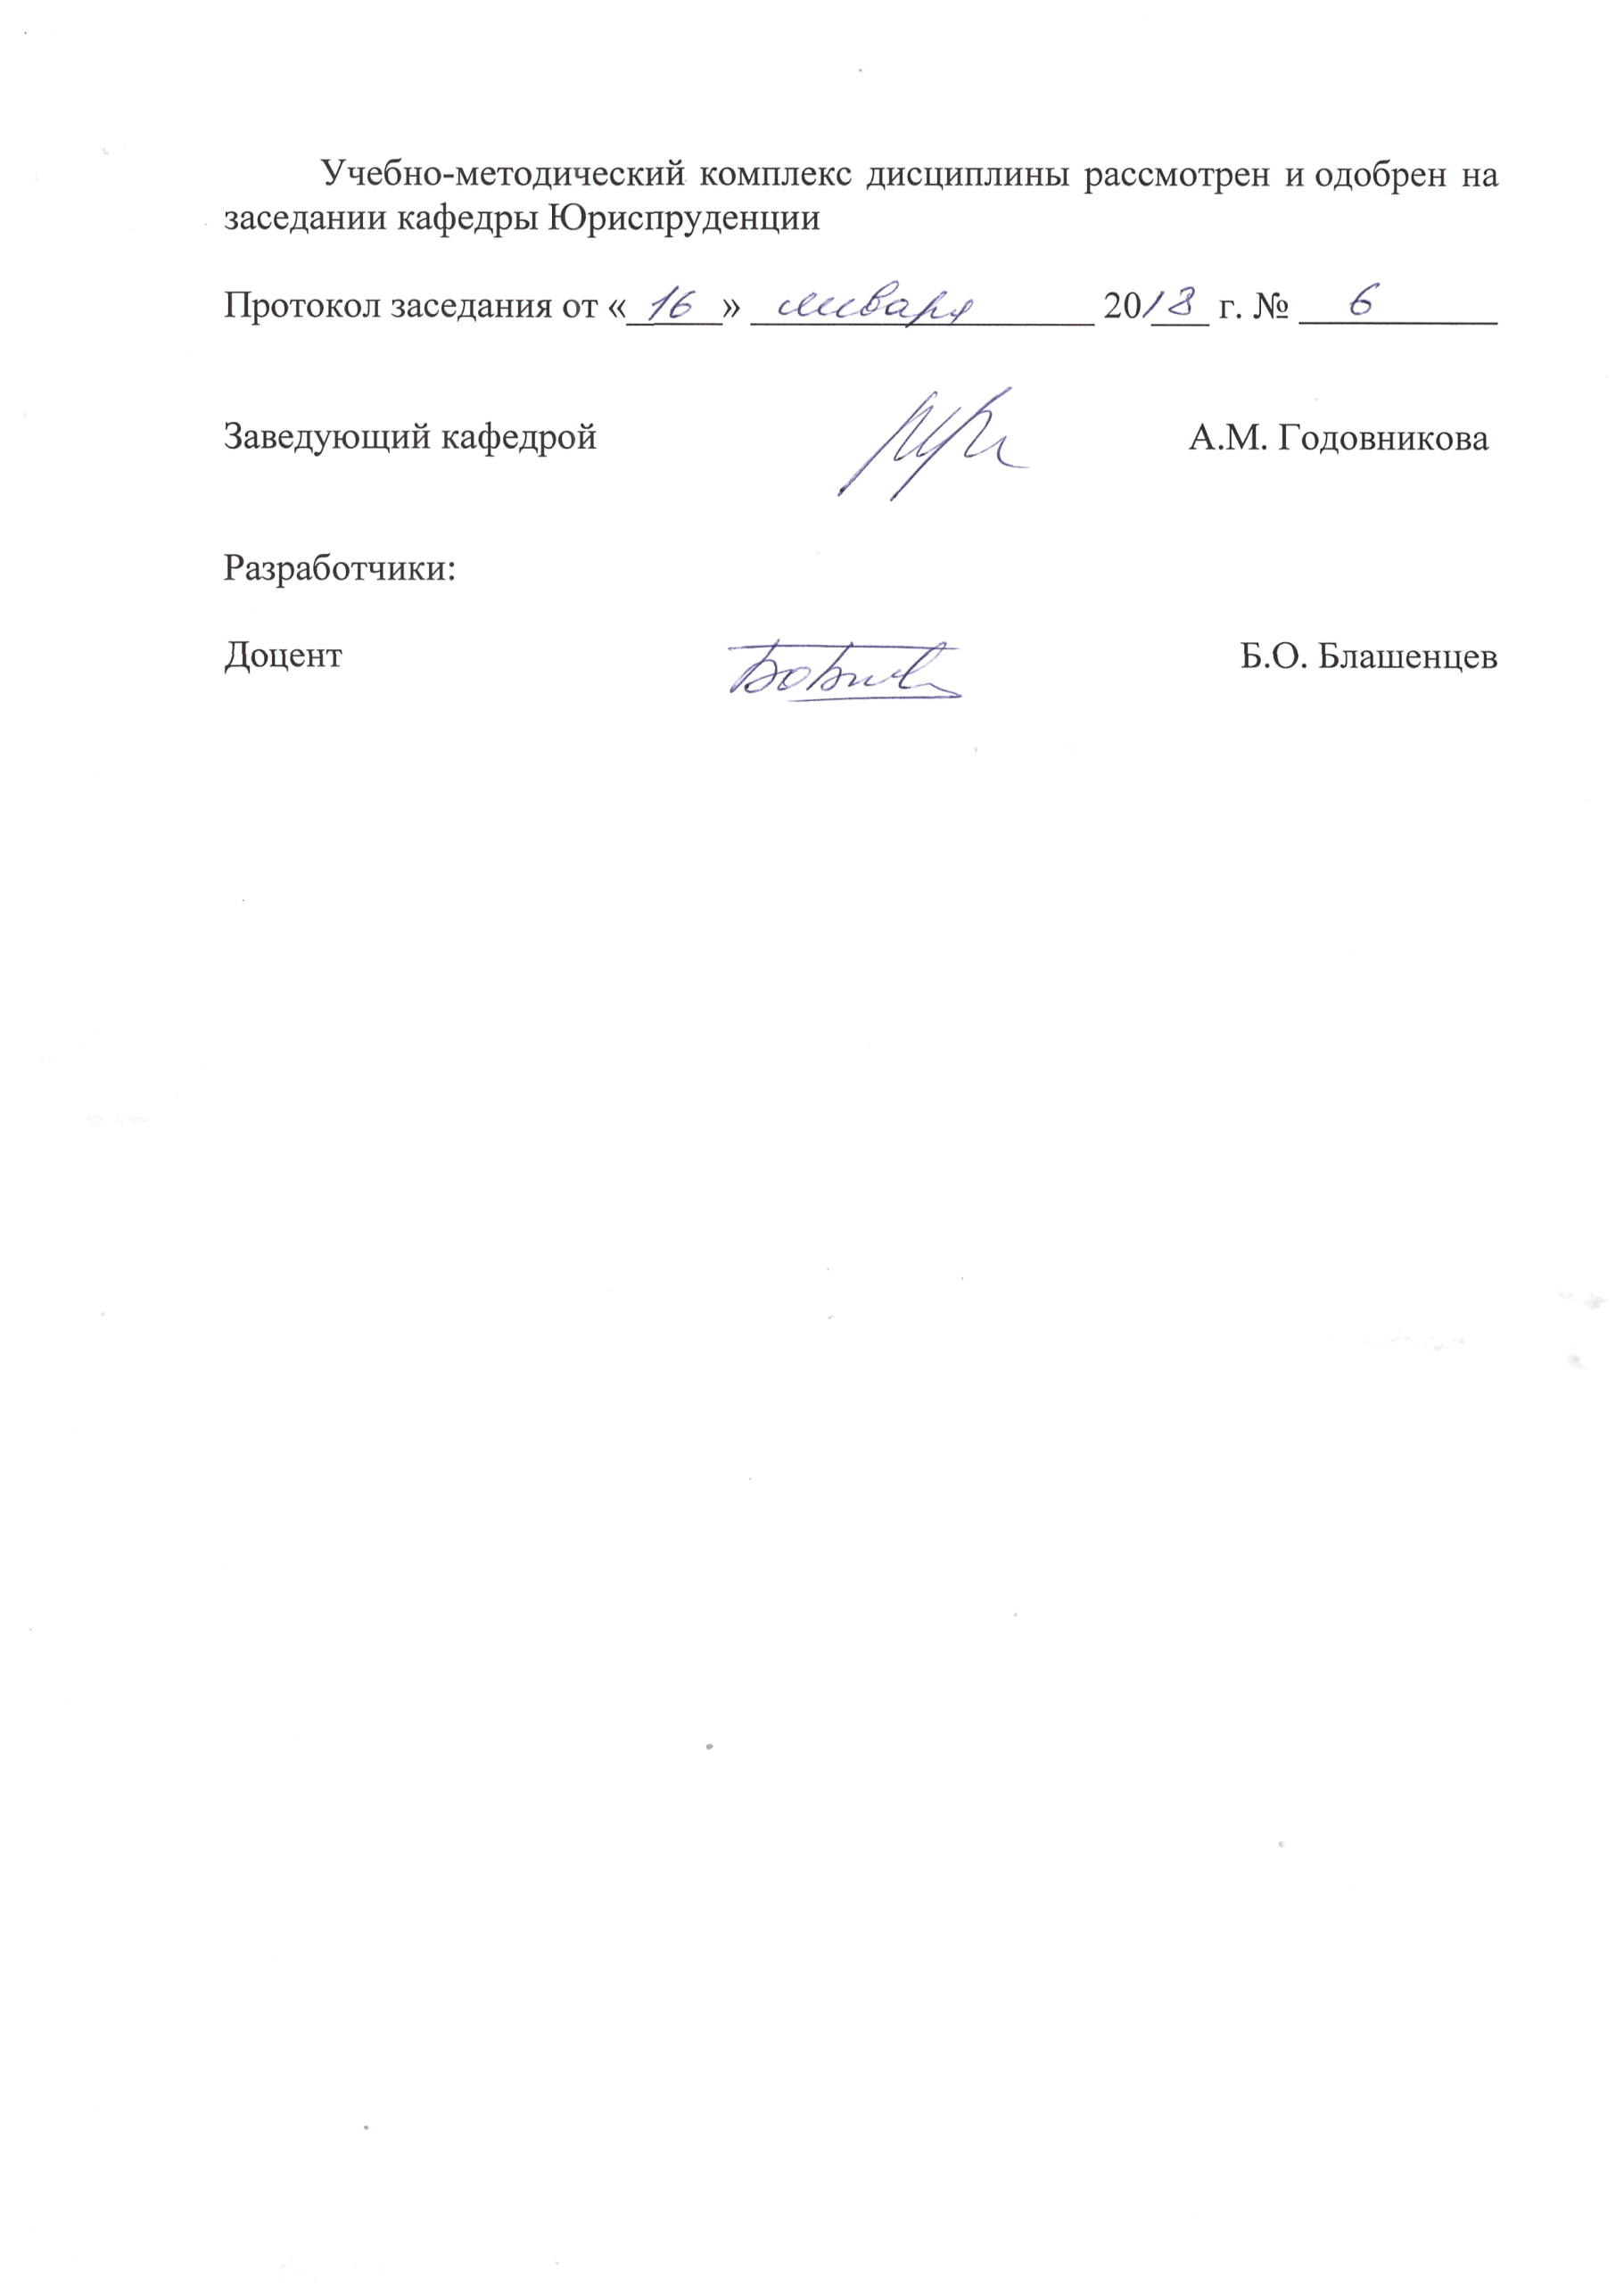 Учебно-методический комплекс дисциплины рассмотрен и одобрен на
заседании кафедры Юриспруденции
Протокол заседания от «16» января 2018 г. № 6
Заведующий кафедрой А.М. Годовникова
Разработчики:
Доцент Б.О. Блашенцев